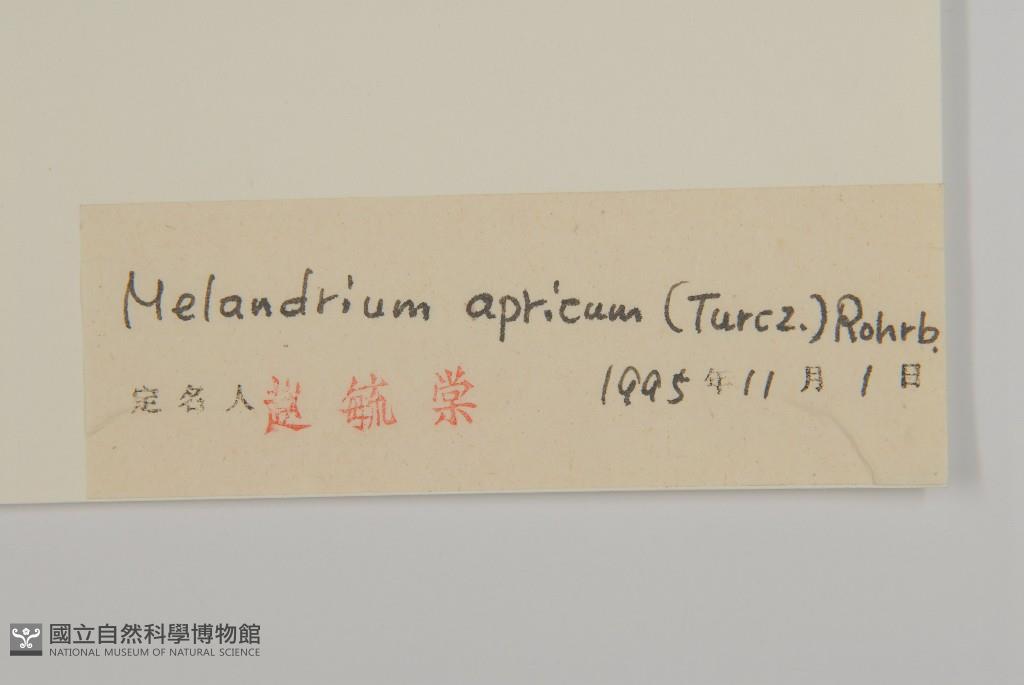 Melandrium apricum (Turcz.) Rohrb.
定名人 趙毓棠 1995年11月1日
國立自然科學博物館
NATIONAL MUSEUM OF NATURAL SCIENCE